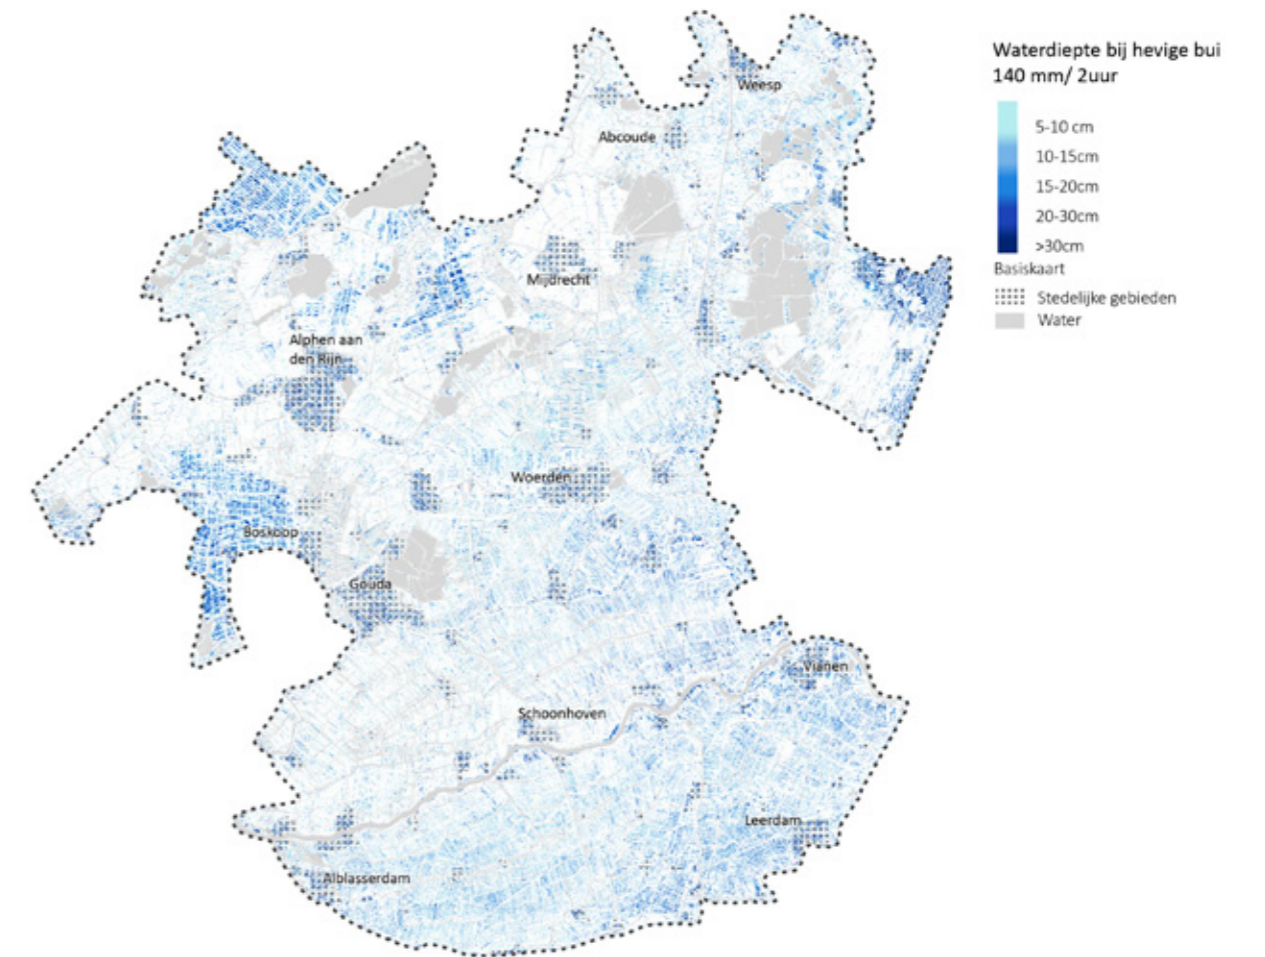 Waterdiepte bij hevige bui
140 mm/ 2uur
5-10 cm
10-15cm
15-20cm
20-30cm
>30cm
Basiskaart
Stedelijke gebieden
Water
Weesp
Abcoude
Mijdrecht
Alphen aan
den Rijn
Woerden
Boskoop
Gouda
Vianen
Schoonhoven
Leerdam
Alblasserdam